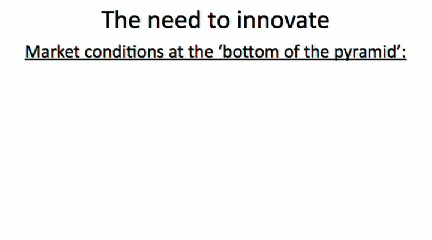 The need to innovate
Market conditions at the ‘bottom of the pyramid’: